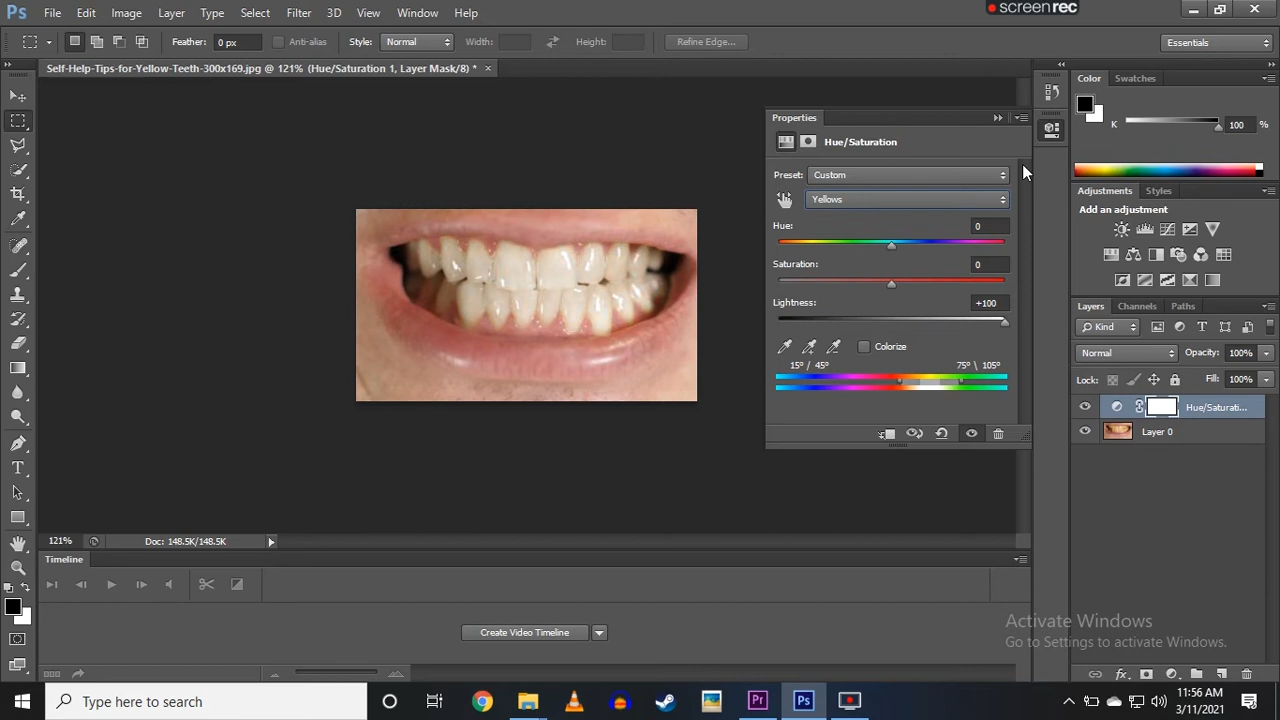 Ps File Edit Image Layer Type Select Filter 3D View Window Help
screenrec
Feather: 0 px Anti-alias Style: Normal Width: Height: Refine Edge... Essentials
Self-Help-Tips-for-Yellow-Teeth-300x169.jpg @ 121% (Hue/Saturation 1, Layer Mask/8) *
Properties
Hue/Saturation
Preset: Custom
Yellows
Hue: 0
Saturation: 0
Lightness: +100
Colorize
15°/ 45° 75° \ 105°
Color Swatches
K 100 %
Adjustments Styles
Add an adjustment
Layers Channels Paths
Kind
Normal Opacity: 100%
Lock: Fill: 100%
Hue/Saturati...
Layer 0
121% Doc: 148.5K/148.5K
Timeline
Create Video Timeline
Activate Windows
Go to Settings to activate Windows.
Type here to search
Pr Ps
11:56 AM
3/11/2021